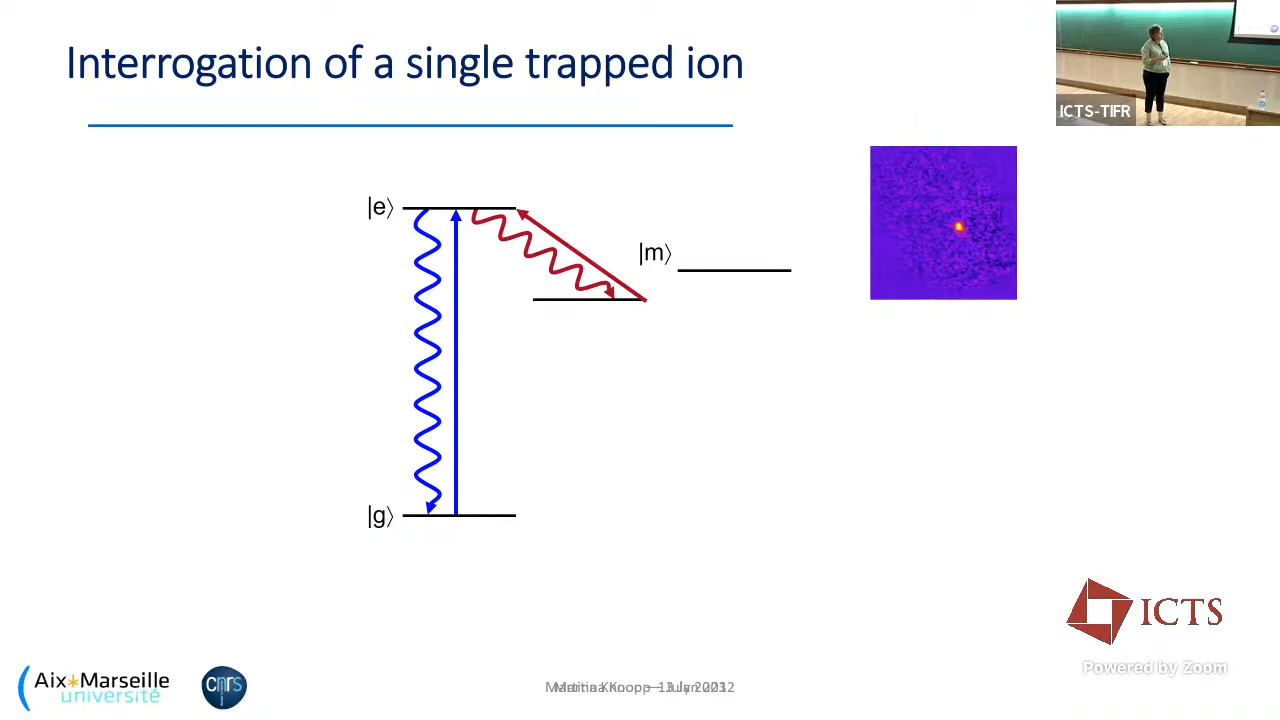 Interrogation of a single trapped ion
ICTS-TIFR
|e⟩
|m⟩
|g⟩
ICTS
Powered by Zoom
Aix✶Marseille
université
cnrs